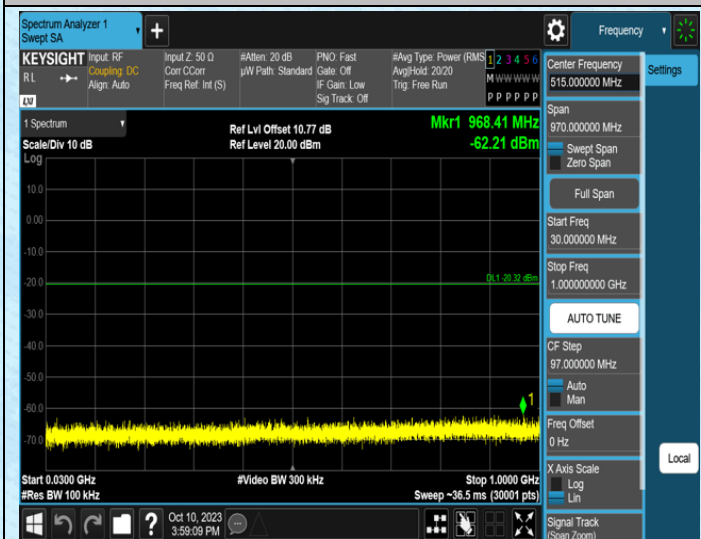 Spectrum Analyzer 1
Swept SA
Frequency
KEYSIGHT
RL
LXI
Input: RF
Coupling: DC
Align: Auto
Input Z: 50 Ω
Corr CCorr
Freq Ref: Int (S)
#Atten: 20 dB
µW Path: Standard
PNO: Fast
Gate: Off
IF Gain: Low
Sig Track: Off
#Avg Type: Power (RMS
Avg|Hold: 20/20
Trig: Free Run
1 2 3 4 5 6
M W W W W W
P P P P P P
Center Frequency
515.000000 MHz
Settings
1 Spectrum
Scale/Div 10 dB
Log
Ref Lvl Offset 10.77 dB
Ref Level 20.00 dBm
Mkr1 968.41 MHz
-62.21 dBm
10.0
0.00
-10.0
-20.0
-30.0
-40.0
-50.0
-60.0
-70.0
DL1 -20.32 dBm
1
Span
970.000000 MHz
Swept Span
Zero Span
Full Span
Start Freq
30.000000 MHz
Stop Freq
1.000000000 GHz
AUTO TUNE
CF Step
97.000000 MHz
Auto
Man
Freq Offset
0 Hz
X Axis Scale
Log
Lin
Signal Track
(Span Zoom)
Local
Start 0.0300 GHz
#Res BW 100 kHz
#Video BW 300 kHz
Stop 1.0000 GHz
Sweep ~36.5 ms (30001 pts)
?
Oct 10, 2023
3:59:09 PM